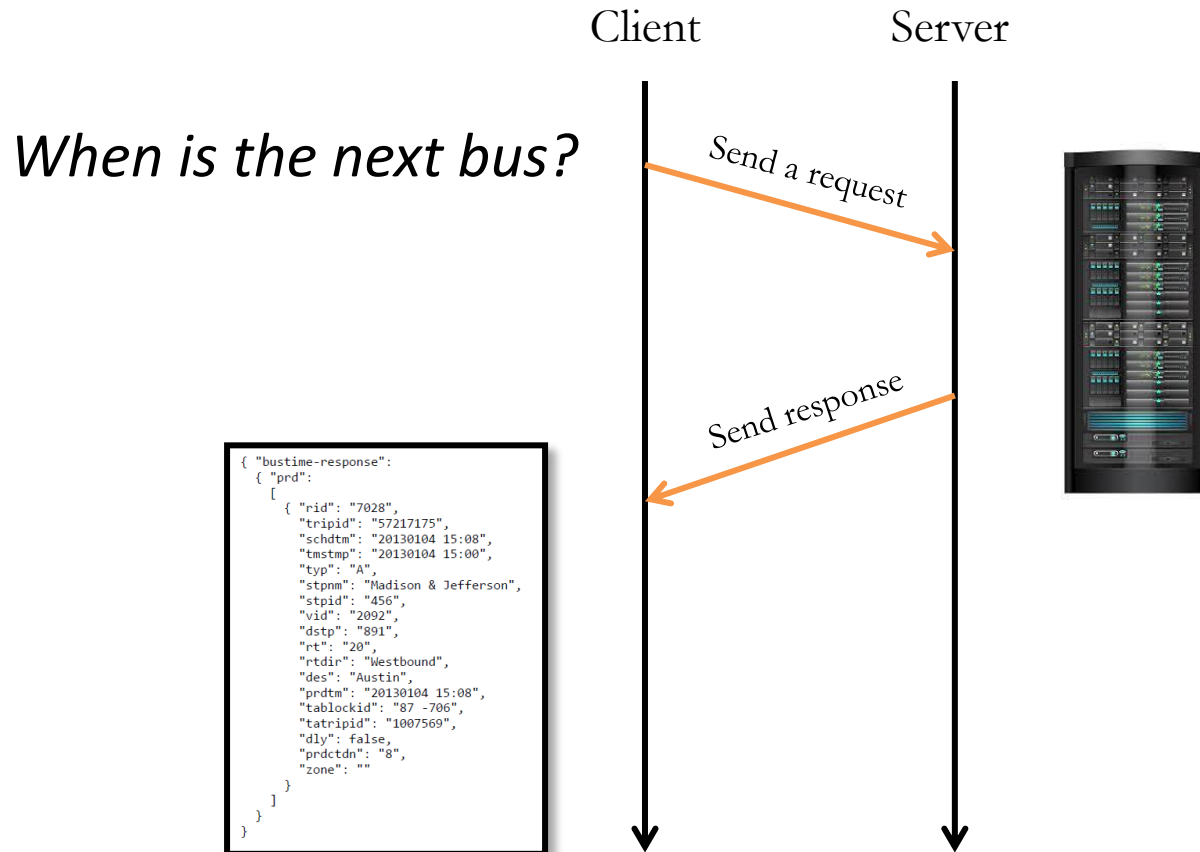 Client
Server
When is the next bus?
Send a request
Send response
{ "bustime-response":
  { "prd":
    [
      { "rid": "7028",
        "tripid": "57217175",
        "schdtm": "20130104 15:08",
        "tmstmp": "20130104 15:00",
        "typ": "A",
        "stpnm": "Madison & Jefferson",
        "stpid": "456",
        "vid": "2092",
        "dstp": "891",
        "rt": "20",
        "rtdir": "Westbound",
        "des": "Austin",
        "prdtm": "20130104 15:08",
        "tablockid": "87 -706",
        "tatripid": "1007569",
        "dly": false,
        "prdctdn": "8",
        "zone": ""
      }
    ]
  }
}